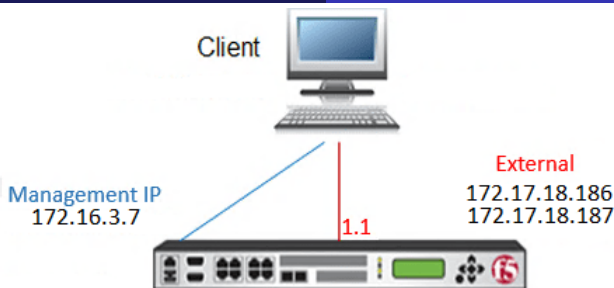 Client
Management IP
172.16.3.7
1.1
External
172.17.18.186
172.17.18.187
f5